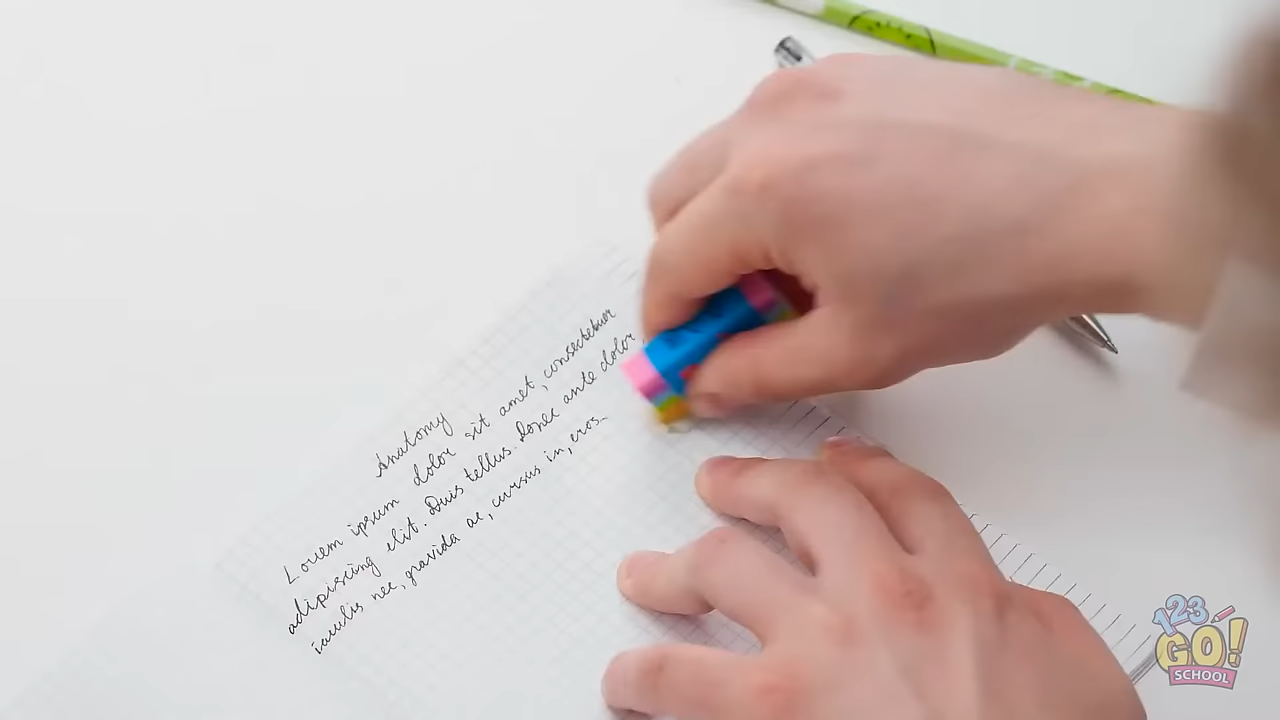 Anatomy
Lorem ipsum dolor sit amet, consectetuer
adipiscing elit. Duis tellus. Donec ante dolor,
iaculis nec, gravida ac, cursus in, eros.
123
GO!
SCHOOL